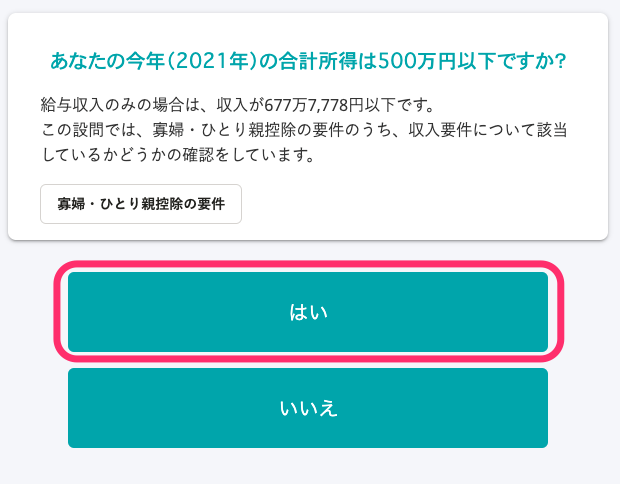 あなたの今年(2021年)の合計所得は500万円以下ですか?
給与収入のみの場合は、収入が677万7,778円以下です。
この設問では、寡婦・ひとり親控除の要件のうち、収入要件について該当
しているかどうかの確認をしています。
寡婦・ひとり親控除の要件
はい
いいえ